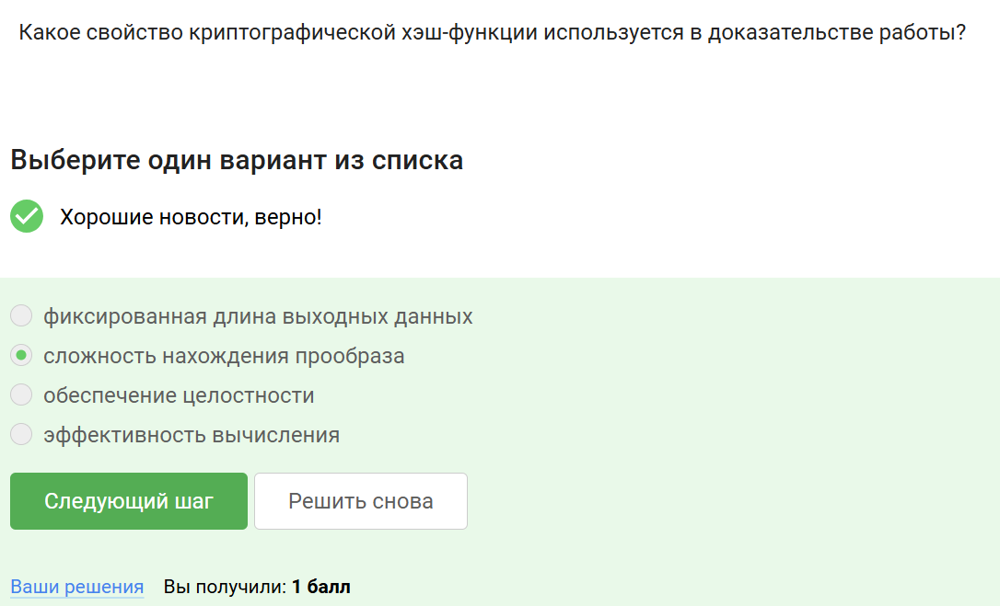 Какое свойство криптографической хэш-функции используется в доказательстве работы?
Выберите один вариант из списка
Хорошие новости, верно!
фиксированная длина выходных данных
сложность нахождения прообраза
обеспечение целостности
эффективность вычисления
Следующий шаг Решить снова
Ваши решения Вы получили: 1 балл